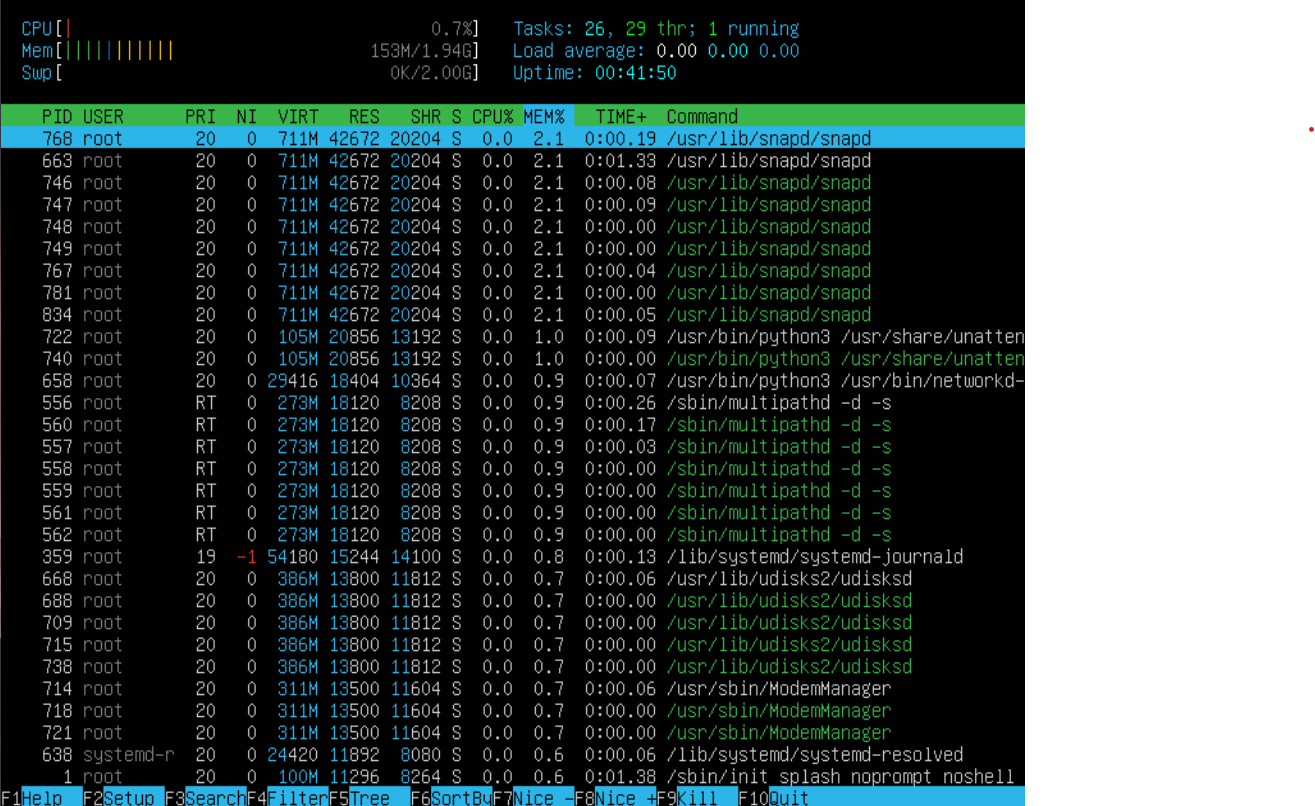 CPU[| 0.7%] Tasks: 26, 29 thr; 1 running
Mem[||||||||||||| 153M/1.94G] Load average: 0.00 0.00 0.00
Swp[ 0K/2.00G] Uptime: 00:41:50
PID USER PRI NI VIRT RES SHR S CPU% MEM% TIME+ Command
768 root 20 0 711M 42672 20204 S 0.0 2.1 0:00.19 /usr/lib/snapd/snapd
663 root 20 0 711M 42672 20204 S 0.0 2.1 0:01.33 /usr/lib/snapd/snapd
746 root 20 0 711M 42672 20204 S 0.0 2.1 0:00.08 /usr/lib/snapd/snapd
747 root 20 0 711M 42672 20204 S 0.0 2.1 0:00.09 /usr/lib/snapd/snapd
748 root 20 0 711M 42672 20204 S 0.0 2.1 0:00.00 /usr/lib/snapd/snapd
749 root 20 0 711M 42672 20204 S 0.0 2.1 0:00.00 /usr/lib/snapd/snapd
767 root 20 0 711M 42672 20204 S 0.0 2.1 0:00.04 /usr/lib/snapd/snapd
781 root 20 0 711M 42672 20204 S 0.0 2.1 0:00.00 /usr/lib/snapd/snapd
834 root 20 0 711M 42672 20204 S 0.0 2.1 0:00.05 /usr/lib/snapd/snapd
722 root 20 0 105M 20856 13192 S 0.0 1.0 0:00.09 /usr/bin/python3 /usr/share/unatten
740 root 20 0 105M 20856 13192 S 0.0 1.0 0:00.00 /usr/bin/python3 /usr/share/unatten
658 root 20 0 29416 18404 10364 S 0.0 0.9 0:00.07 /usr/bin/python3 /usr/bin/networkd-
556 root RT 0 273M 18120 8208 S 0.0 0.9 0:00.26 /sbin/multipathd -d -s
560 root RT 0 273M 18120 8208 S 0.0 0.9 0:00.17 /sbin/multipathd -d -s
557 root RT 0 273M 18120 8208 S 0.0 0.9 0:00.03 /sbin/multipathd -d -s
558 root RT 0 273M 18120 8208 S 0.0 0.9 0:00.00 /sbin/multipathd -d -s
559 root RT 0 273M 18120 8208 S 0.0 0.9 0:00.00 /sbin/multipathd -d -s
561 root RT 0 273M 18120 8208 S 0.0 0.9 0:00.00 /sbin/multipathd -d -s
562 root RT 0 273M 18120 8208 S 0.0 0.9 0:00.00 /sbin/multipathd -d -s
359 root 19 -1 54180 15244 14100 S 0.0 0.8 0:00.13 /lib/systemd/systemd-journald
668 root 20 0 386M 13800 11812 S 0.0 0.7 0:00.06 /usr/lib/udisks2/udisksd
688 root 20 0 386M 13800 11812 S 0.0 0.7 0:00.00 /usr/lib/udisks2/udisksd
709 root 20 0 386M 13800 11812 S 0.0 0.7 0:00.00 /usr/lib/udisks2/udisksd
715 root 20 0 386M 13800 11812 S 0.0 0.7 0:00.00 /usr/lib/udisks2/udisksd
738 root 20 0 386M 13800 11812 S 0.0 0.7 0:00.00 /usr/lib/udisks2/udisksd
714 root 20 0 311M 13500 11604 S 0.0 0.7 0:00.06 /usr/sbin/ModemManager
718 root 20 0 311M 13500 11604 S 0.0 0.7 0:00.00 /usr/sbin/ModemManager
721 root 20 0 311M 13500 11604 S 0.0 0.7 0:00.00 /usr/sbin/ModemManager
638 systemd-r 20 0 24420 11892 8080 S 0.0 0.6 0:00.06 /lib/systemd/systemd-resolved
1 root 20 0 100M 11296 8264 S 0.0 0.6 0:01.38 /sbin/init splash noprompt noshell
F1Help F2Setup F3SearchF4FilterF5Tree F6SortByF7Nice -F8Nice +F9Kill F10Quit